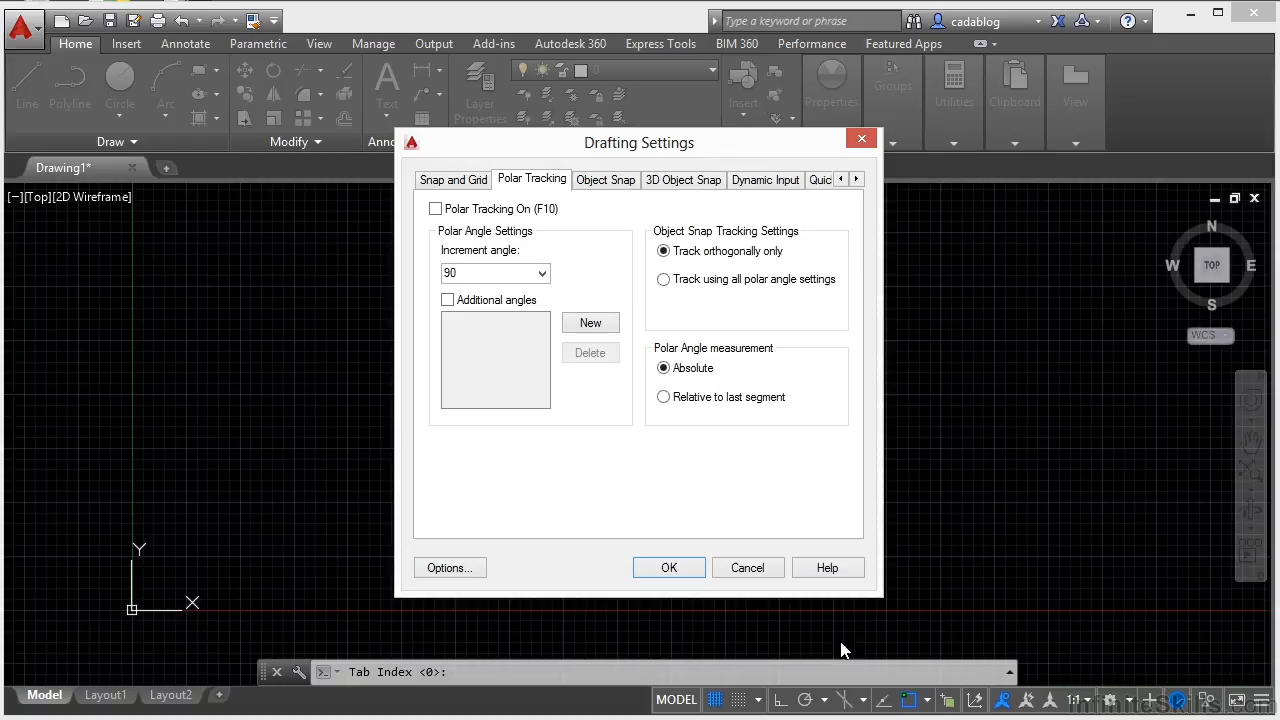 Type a keyword or phrase
cadablog
Home Insert Annotate Parametric View Manage Output Add-ins Autodesk 360 Express Tools BIM 360 Performance Featured Apps
Line Polyline Circle Arc Text Layer Properties 0 Insert Properties Groups Utilities Clipboard View
Draw Modify Anno
Drawing1*
[−][Top][2D Wireframe]
Drafting Settings
Snap and Grid Polar Tracking Object Snap 3D Object Snap Dynamic Input Quic
Polar Tracking On (F10)
Polar Angle Settings
Increment angle:
90
Additional angles
New
Delete
Object Snap Tracking Settings
Track orthogonally only
Track using all polar angle settings
Polar Angle measurement
Absolute
Relative to last segment
Options...
OK
Cancel
Help
N
W TOP E
S
WCS
Y
X
Tab Index <0>:
Model Layout1 Layout2
MODEL
1:1
InfiniteSkills.com